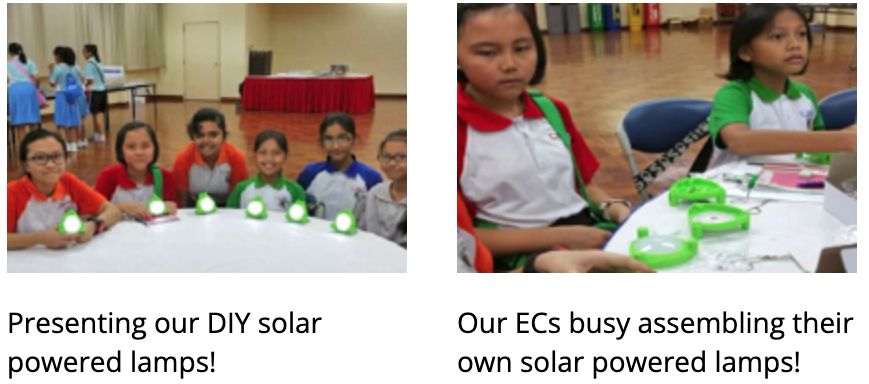 Presenting our DIY solar
powered lamps!
Our ECs busy assembling their
own solar powered lamps!